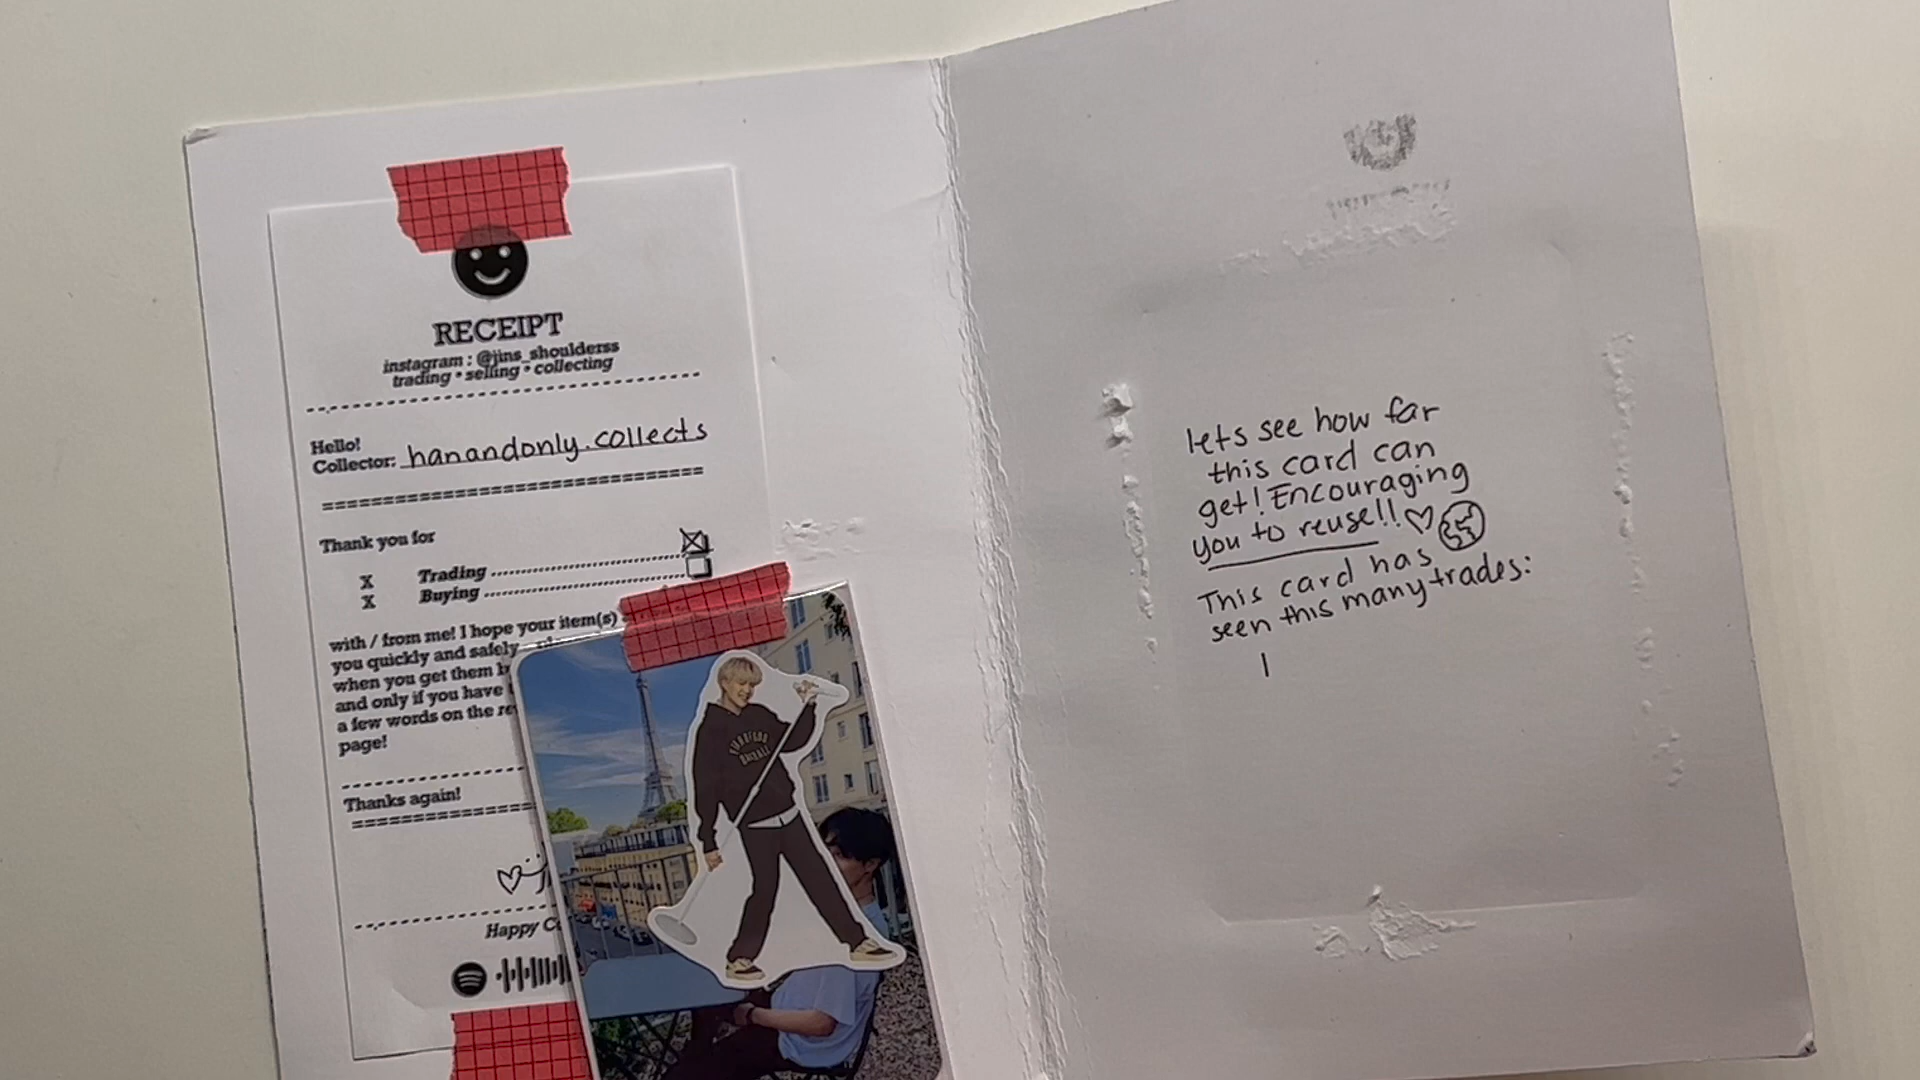 RECEIPT
instagram : @jins_shoulderss
trading • selling • collecting
Hello!
Collector: hanandonly.collects
Thank you for
X Trading
X Buying
with / from me! I hope your item(s)
you quickly and safely
when you get them
and only if you have
a few words on the
page!
Thanks again!
Happy
lets see how far
this card can
get! Encouraging
you to reuse!!
This card has
seen this many trades:
I